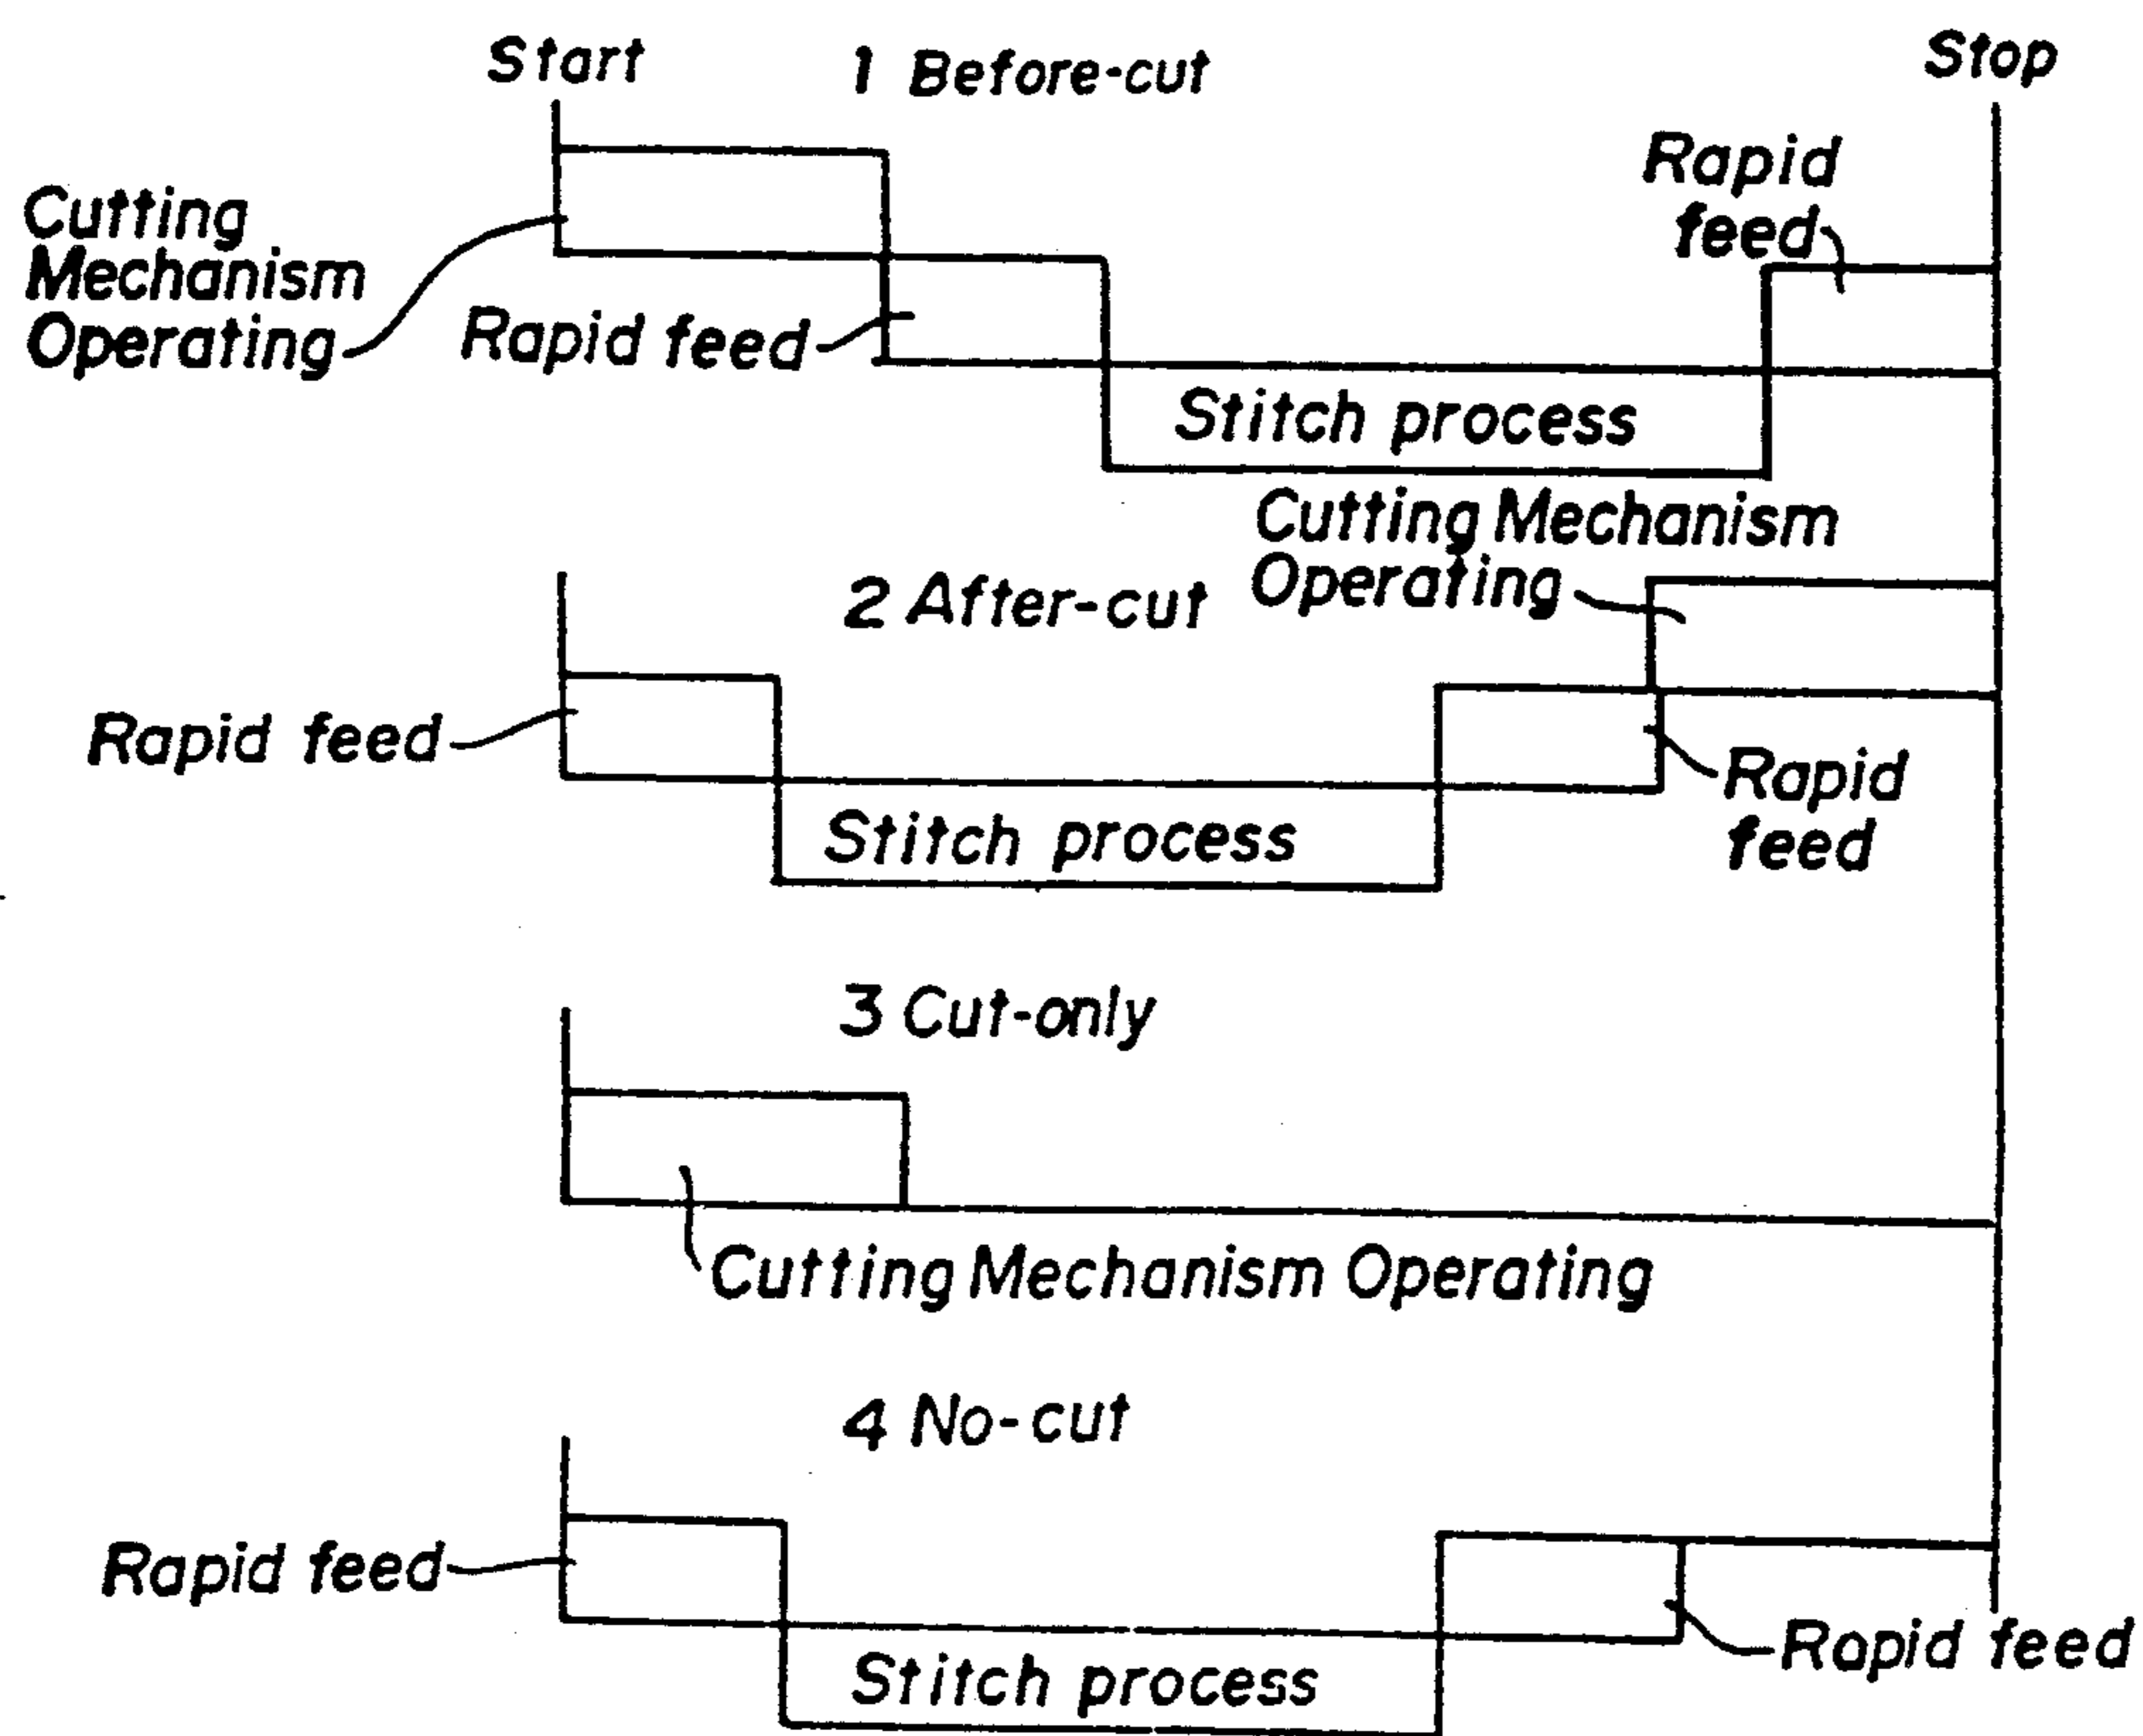 Start
1 Before-cut
Stop
Rapid
feed
Cutting
Mechanism
Operating
Rapid feed
Stitch process
Cutting Mechanism
Operating
2 After-cut
Rapid feed
Rapid
feed
Stitch process
3 Cut-only
Cutting Mechanism Operating
4 No-cut
Rapid feed
Rapid feed
Stitch process